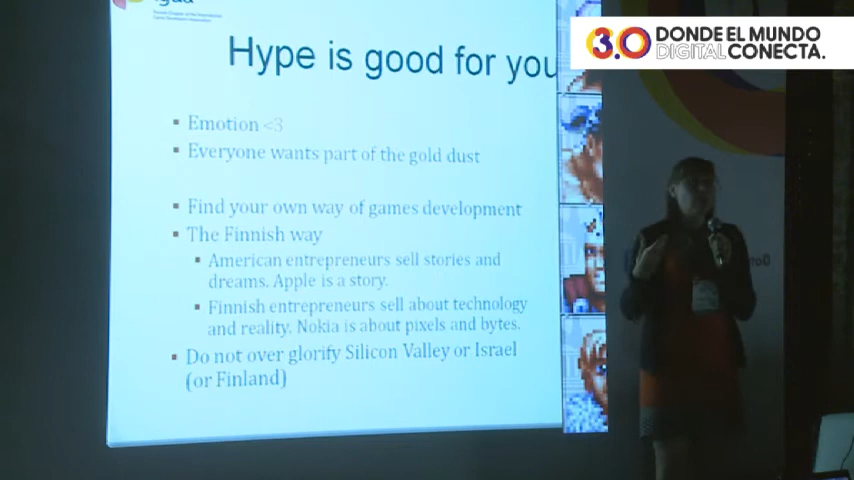 3.0 DONDE EL MUNDO
DIGITAL CONECTA.
Hype is good for you
Emotion <3
Everyone wants part of the gold dust
Find your own way of games development
The Finnish way
American entrepreneurs sell stories and
dreams. Apple is a story.
Finnish entrepreneurs sell about technology
and reality. Nokia is about pixels and bytes.
Do not over glorify Silicon Valley or Israel
(or Finland)